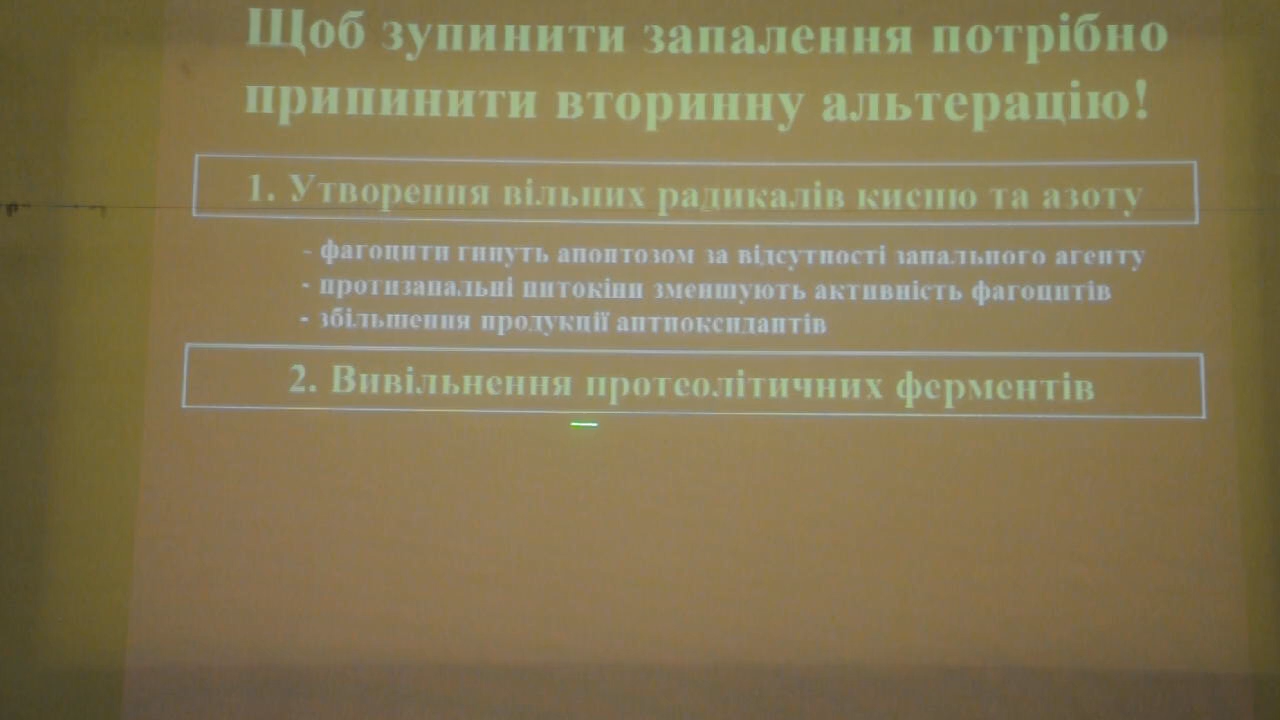 Щоб зупинити запалення потрібно
припинити вторинну альтерацію!
1. Утворення вільних радикалів кисню та азоту
- фагоцити гинуть апоптозом за відсутності запального агенту
- протизапальні цитокіни зменшують активність фагоцитів
- збільшення продукції антиоксидантів
2. Вивільнення протеолітичних ферментів